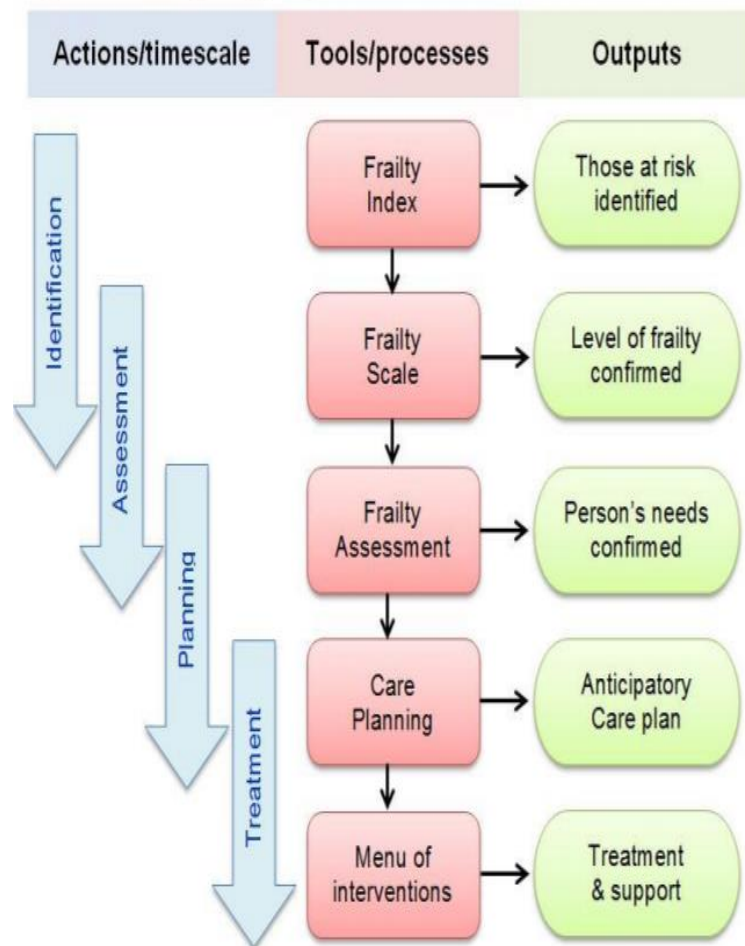 Actions/timescale
Tools/processes
Outputs
Identification
Assessment
Planning
Treatment
Frailty
Index
Those at risk
identified
Frailty
Scale
Level of frailty
confirmed
Frailty
Assessment
Person's needs
confirmed
Care
Planning
Anticipatory
Care plan
Menu of
interventions
Treatment
& support